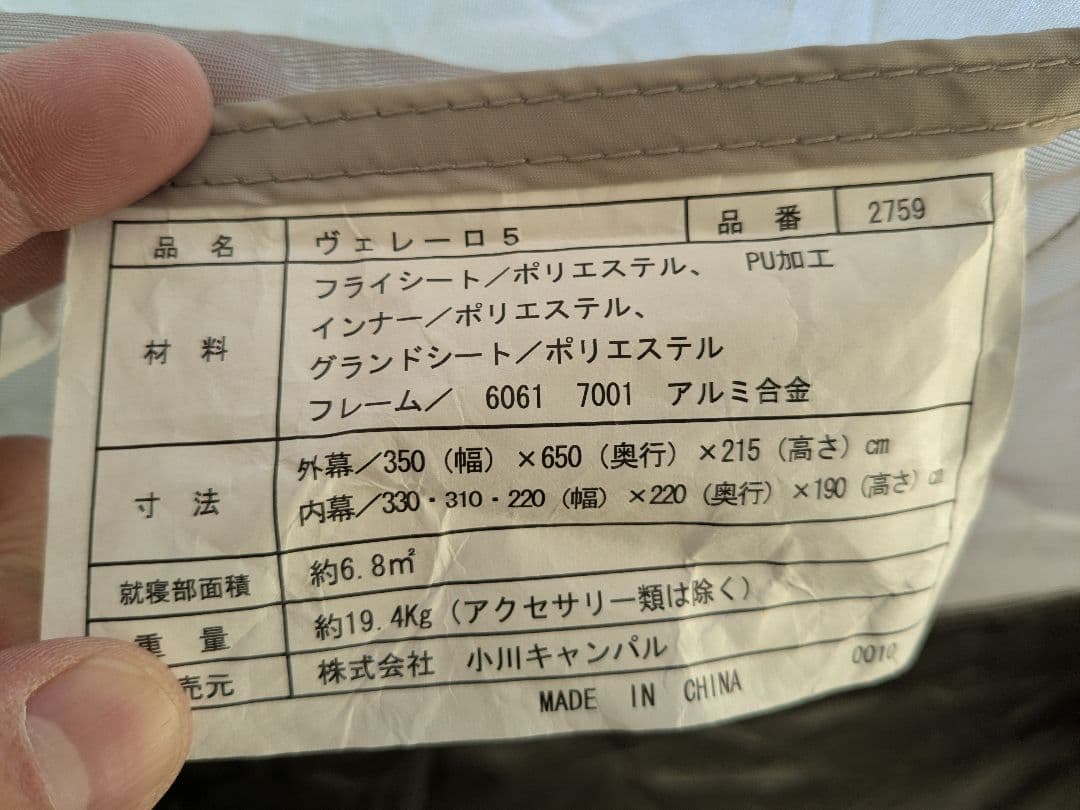 品名 ヴェレーロ5 品番 2759
材料 フライシート／ポリエステル、 PU加工
インナー／ポリエステル、
グランドシート／ポリエステル
フレーム／ 6061 7001 アルミ合金
寸法 外幕／350（幅）×650（奥行）×215（高さ）㎝
内幕／330・310・220（幅）×220（奥行）×190（高さ）㎝
就寝部面積 約6.8㎡
重量 約19.4Kg（アクセサリー類は除く）
売元 株式会社 小川キャンパル
MADE IN CHINA 0010